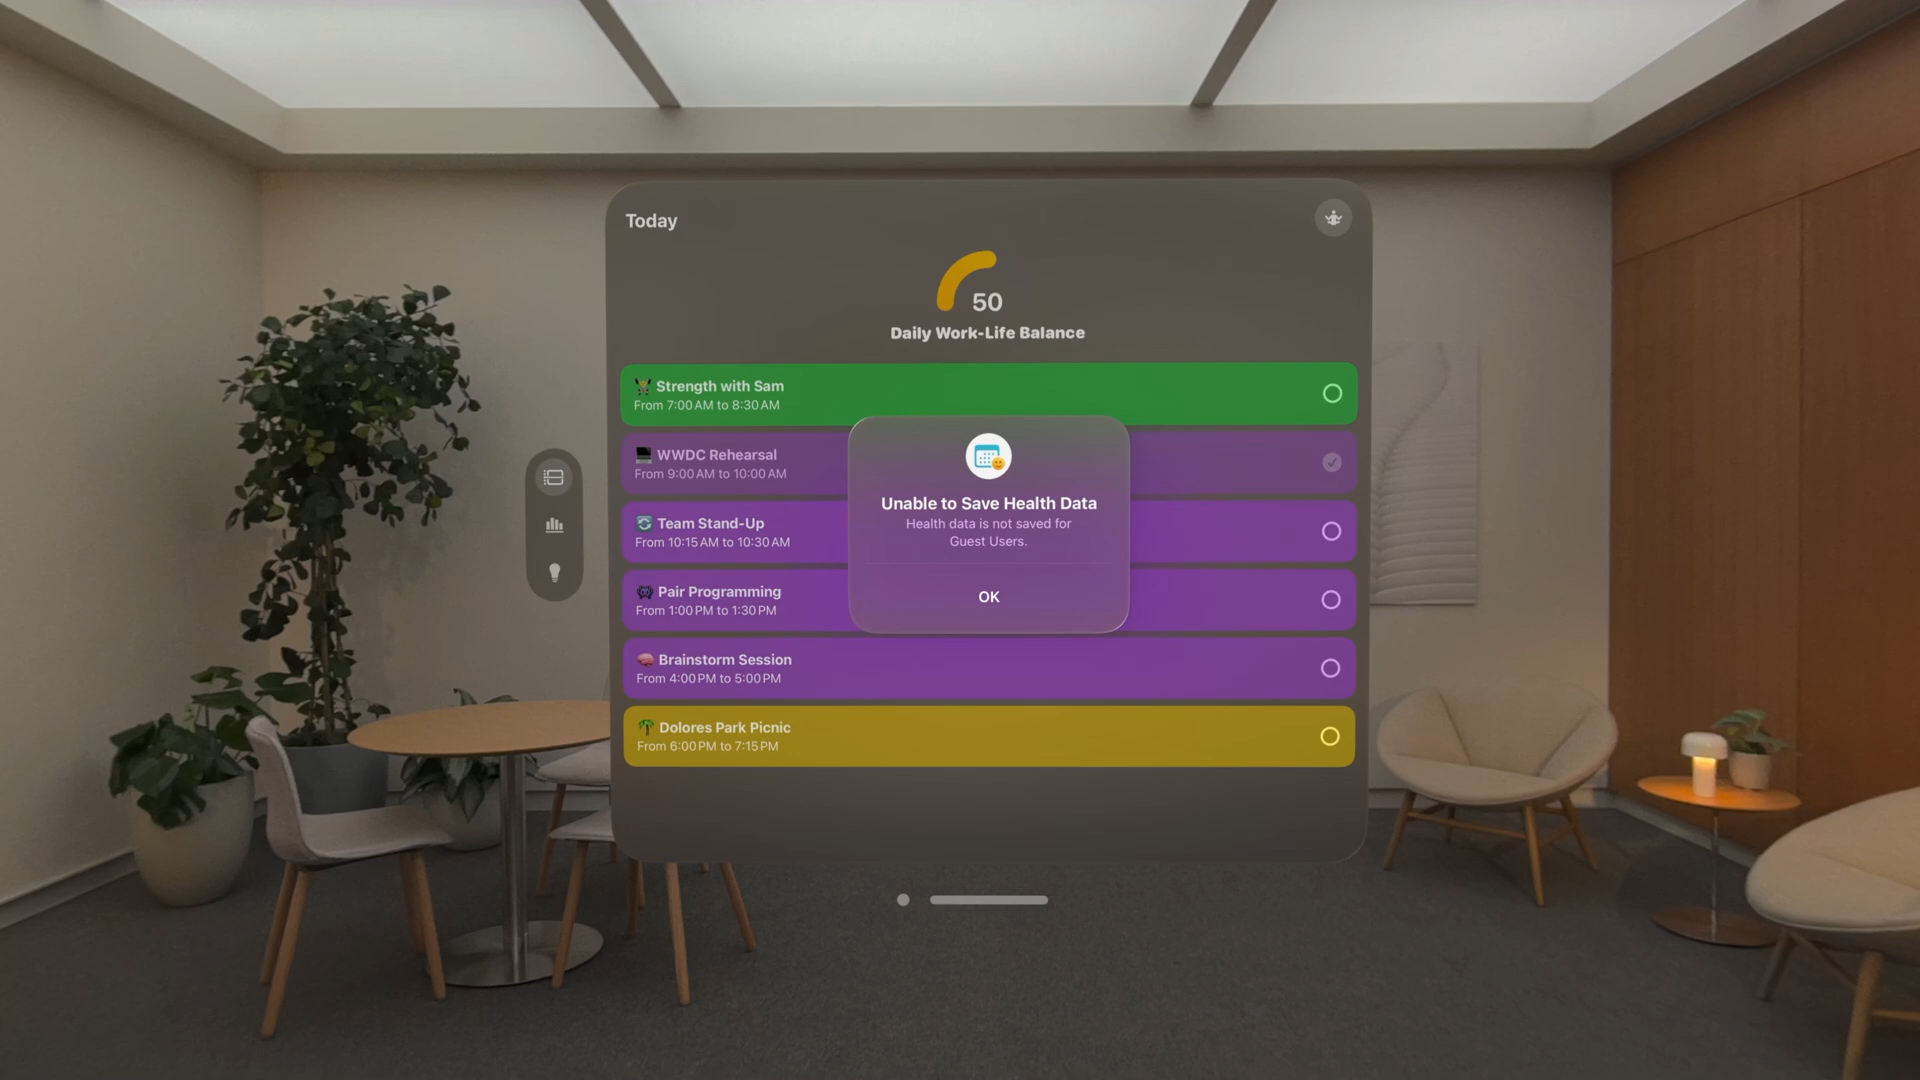 Today
50
Daily Work-Life Balance
Strength with Sam
From 7:00 AM to 8:30 AM
WWDC Rehearsal
From 9:00 AM to 10:00 AM
Team Stand-Up
From 10:15 AM to 10:30 AM
Pair Programming
From 1:00 PM to 1:30 PM
Brainstorm Session
From 4:00 PM to 5:00 PM
Dolores Park Picnic
From 6:00 PM to 7:15 PM
Unable to Save Health Data
Health data is not saved for
Guest Users.
OK